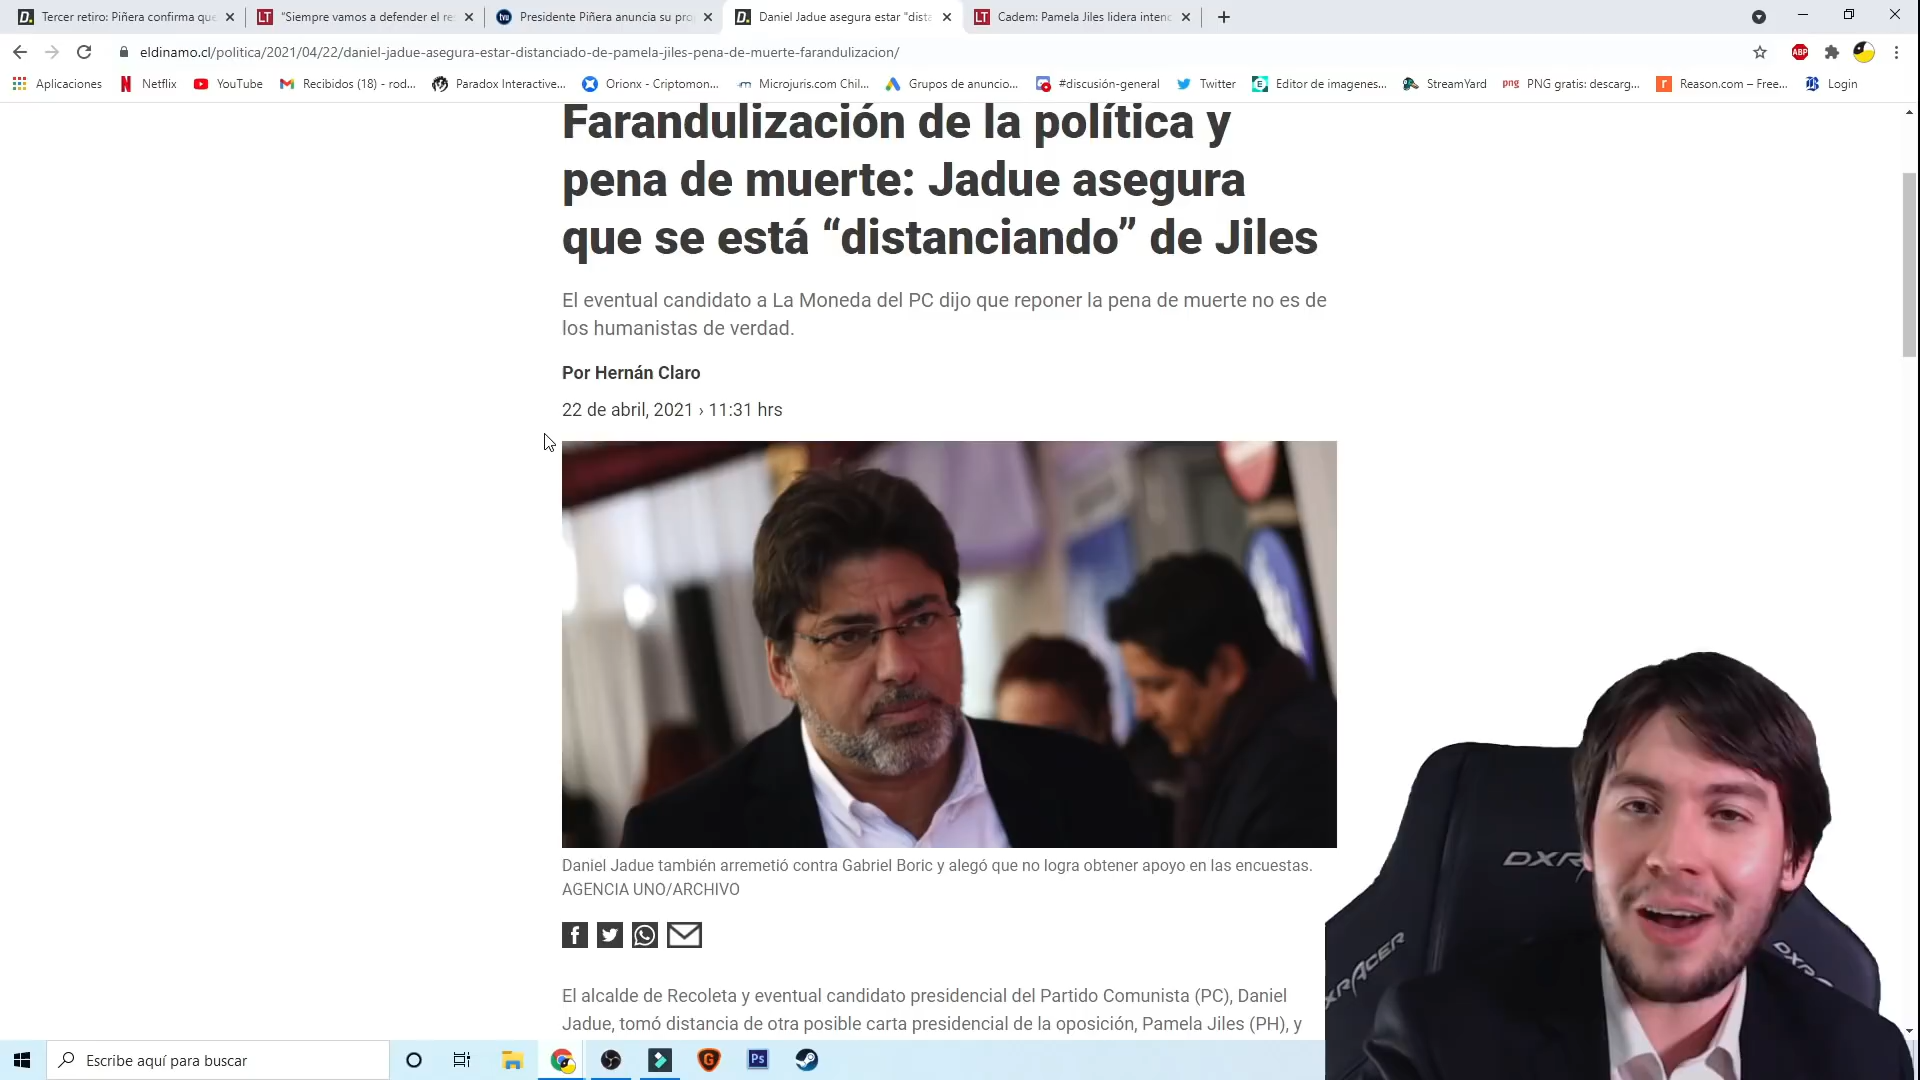 Tercer retiro: Piñera confirma que
"Siempre vamos a defender el re
Presidente Piñera anuncia su pro
Daniel Jadue asegura estar "dista
Cadem: Pamela Jiles lidera intenc
eldinamo.cl/politica/2021/04/22/daniel-jadue-asegura-estar-distanciado-de-pamela-jiles-pena-de-muerte-farandulizacion/
Aplicaciones
Netflix
YouTube
Recibidos (18) - rod...
Paradox Interactive...
Orionx - Criptomon...
Microjuris.com Chil...
Grupos de anuncio...
#discusión-general
Twitter
Editor de imagenes...
StreamYard
PNG gratis: descarg...
Reason.com – Free...
Login
Farandulización de la política y
pena de muerte: Jadue asegura
que se está “distanciando” de Jiles
El eventual candidato a La Moneda del PC dijo que reponer la pena de muerte no es de
los humanistas de verdad.
Por Hernán Claro
22 de abril, 2021 › 11:31 hrs
Daniel Jadue también arremetió contra Gabriel Boric y alegó que no logra obtener apoyo en las encuestas.
AGENCIA UNO/ARCHIVO
El alcalde de Recoleta y eventual candidato presidencial del Partido Comunista (PC), Daniel
Jadue, tomó distancia de otra posible carta presidencial de la oposición, Pamela Jiles (PH), y
Escribe aquí para buscar